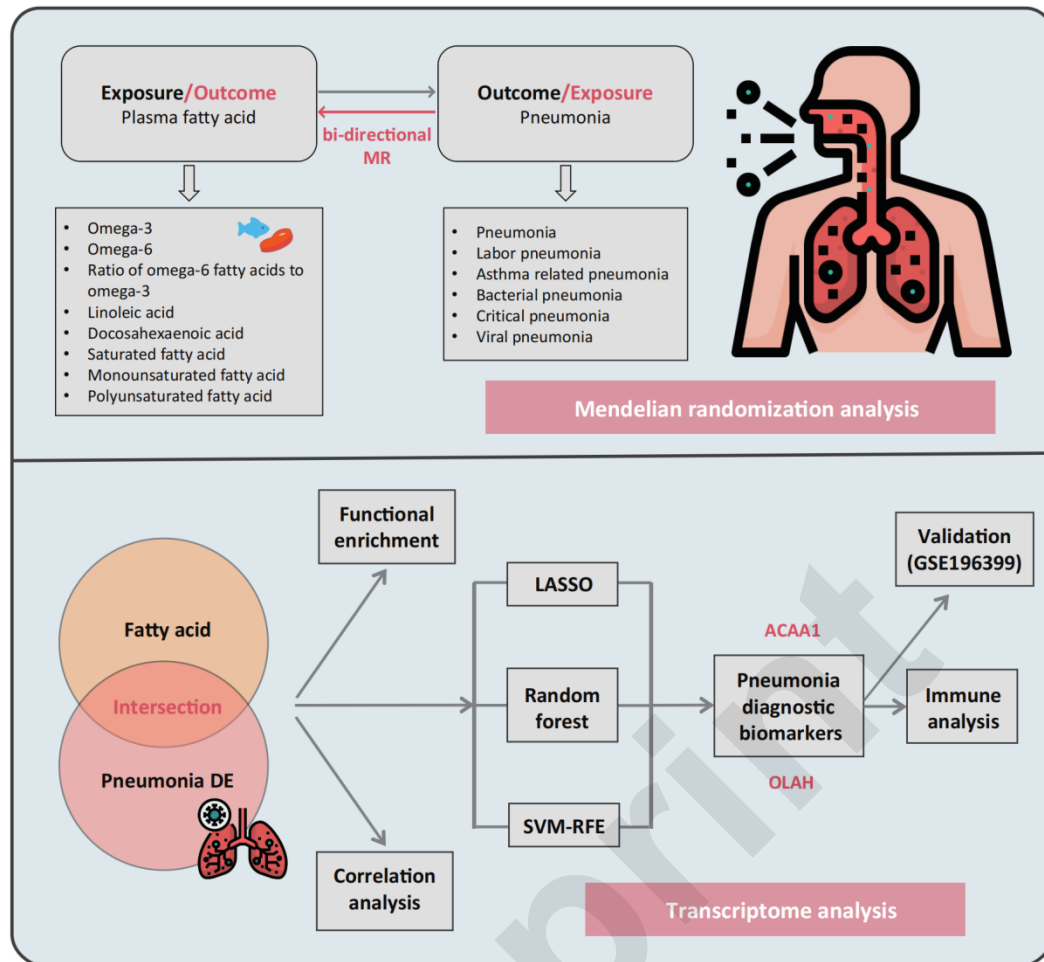 Exposure/Outcome
Plasma fatty acid
bi-directional
MR
Outcome/Exposure
Pneumonia
• Omega-3
• Omega-6
• Ratio of omega-6 fatty acids to
omega-3
• Linoleic acid
• Docosahexaenoic acid
• Saturated fatty acid
• Monounsaturated fatty acid
• Polyunsaturated fatty acid
• Pneumonia
• Labor pneumonia
• Asthma related pneumonia
• Bacterial pneumonia
• Critical pneumonia
• Viral pneumonia
Mendelian randomization analysis
Fatty acid
Intersection
Pneumonia DE
Functional
enrichment
Correlation
analysis
LASSO
Random
forest
SVM-RFE
ACAA1
Pneumonia
diagnostic
biomarkers
OLAH
Validation
(GSE196399)
Immune
analysis
Transcriptome analysis
print